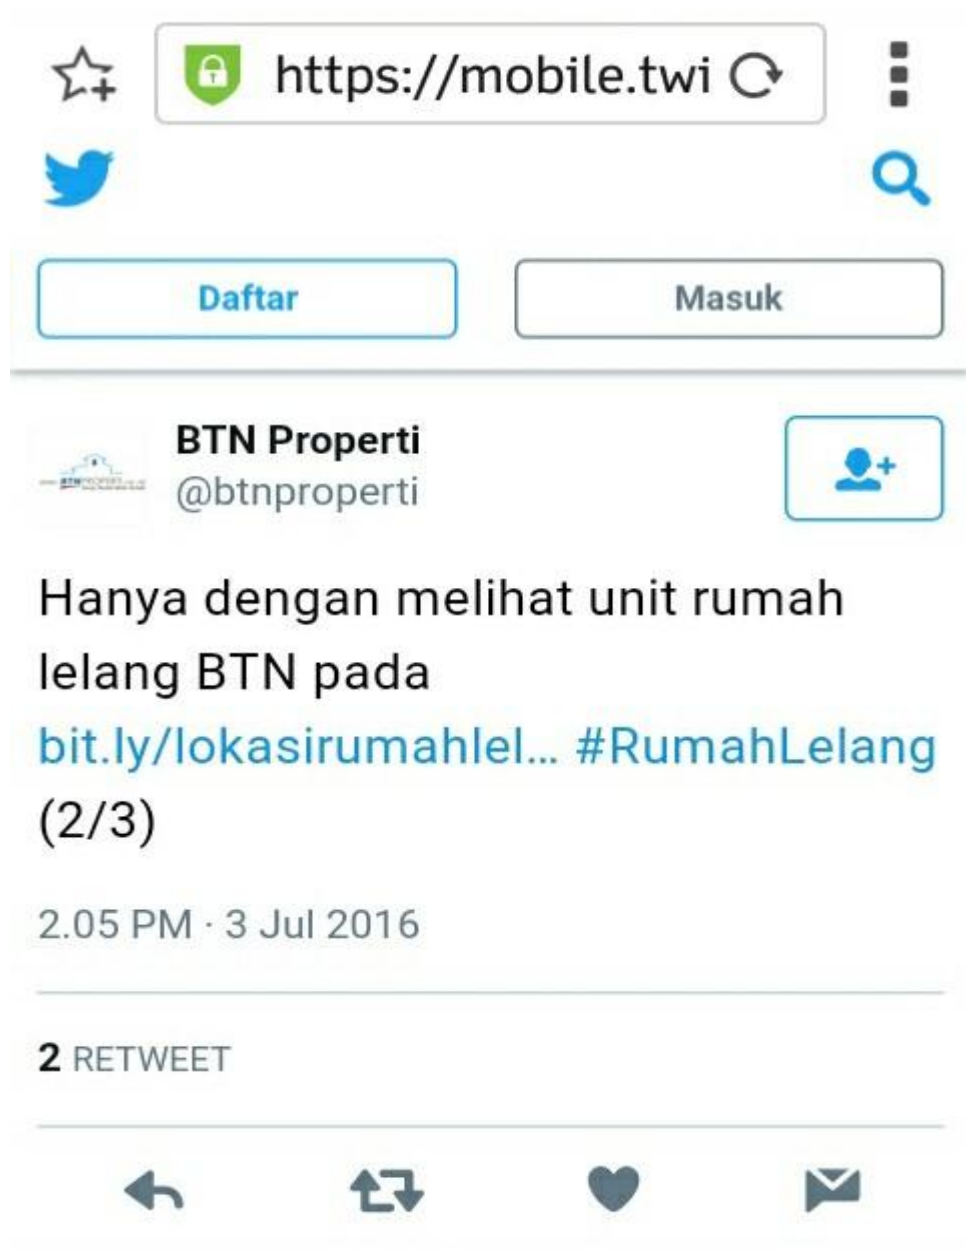 https://mobile.twi
Daftar
Masuk
BTN Properti
@btnproperti
Hanya dengan melihat unit rumah
lelang BTN pada
bit.ly/lokasirumahlel... #RumahLelang
(2/3)
2.05 PM · 3 Jul 2016
2 RETWEET